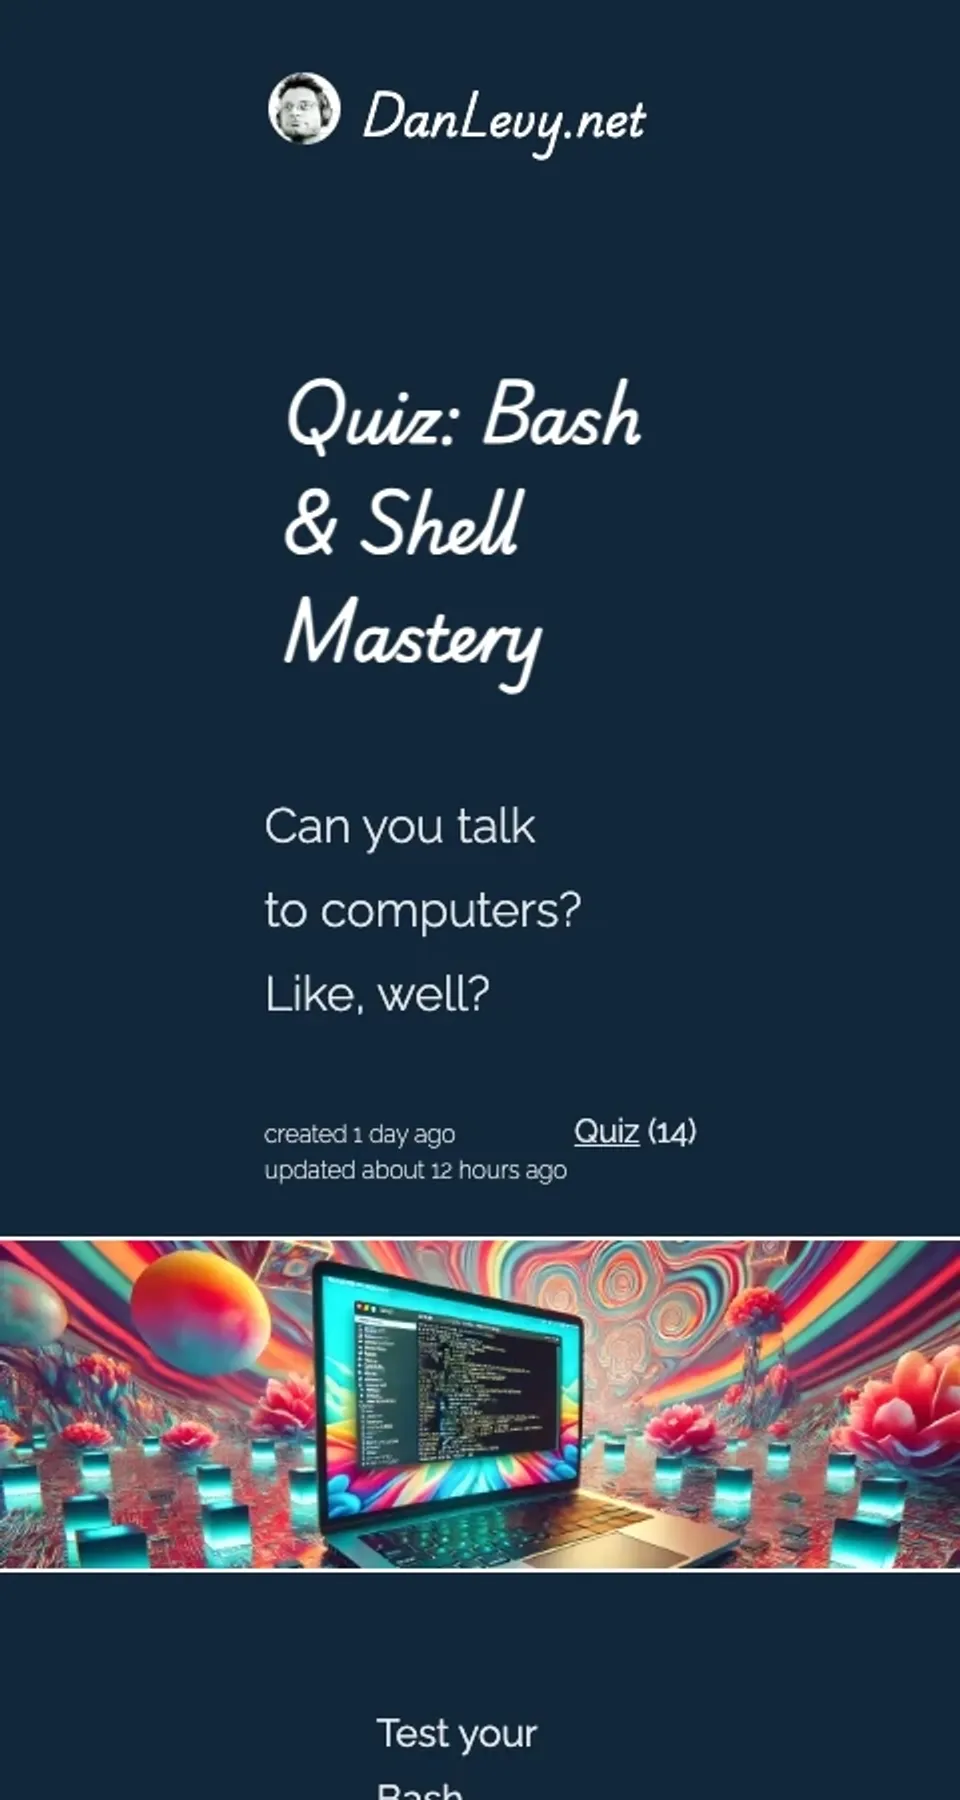 DanLevy.net
Quiz: Bash
& Shell
Mastery
Can you talk
to computers?
Like, well?
created 1 day ago
Quiz (14)
updated about 12 hours ago
Test your
Bash